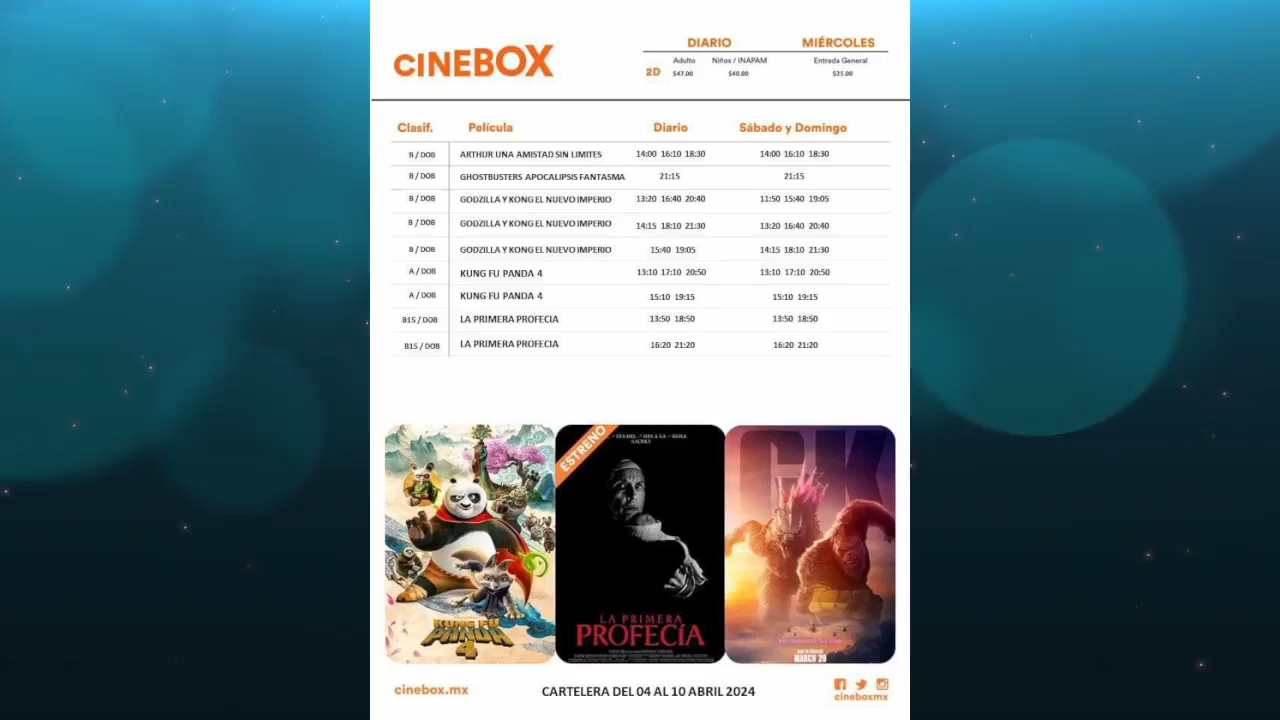 CINEBOX
DIARIO MIÉRCOLES
Adulto Niños / INAPAM Entrada General
2D $47.00 $40.00 $25.00
Clasif. Película Diario Sábado y Domingo
B / DOB ARTHUR UNA AMISTAD SIN LIMITES 14:00 16:10 18:30 14:00 16:10 18:30
B / DOB GHOSTBUSTERS APOCALIPSIS FANTASMA 21:15 21:15
B / DOB GODZILLA Y KONG EL NUEVO IMPERIO 13:20 16:40 20:40 11:50 15:40 19:05
B / DOB GODZILLA Y KONG EL NUEVO IMPERIO 14:15 18:10 21:30 13:20 16:40 20:40
B / DOB GODZILLA Y KONG EL NUEVO IMPERIO 15:40 19:05 14:15 18:10 21:30
A / DOB KUNG FU PANDA 4 13:10 17:10 20:50 13:10 17:10 20:50
A / DOB KUNG FU PANDA 4 15:10 19:15 15:10 19:15
B15 / DOB LA PRIMERA PROFECIA 13:50 18:50 13:50 18:50
B15 / DOB LA PRIMERA PROFECIA 16:20 21:20 16:20 21:20
ESTRENO
GK
KUNG FU
PANDA
4
LA PRIMERA
PROFECÍA
MARCH 29
cinebox.mx CARTELERA DEL 04 AL 10 ABRIL 2024 cineboxmx